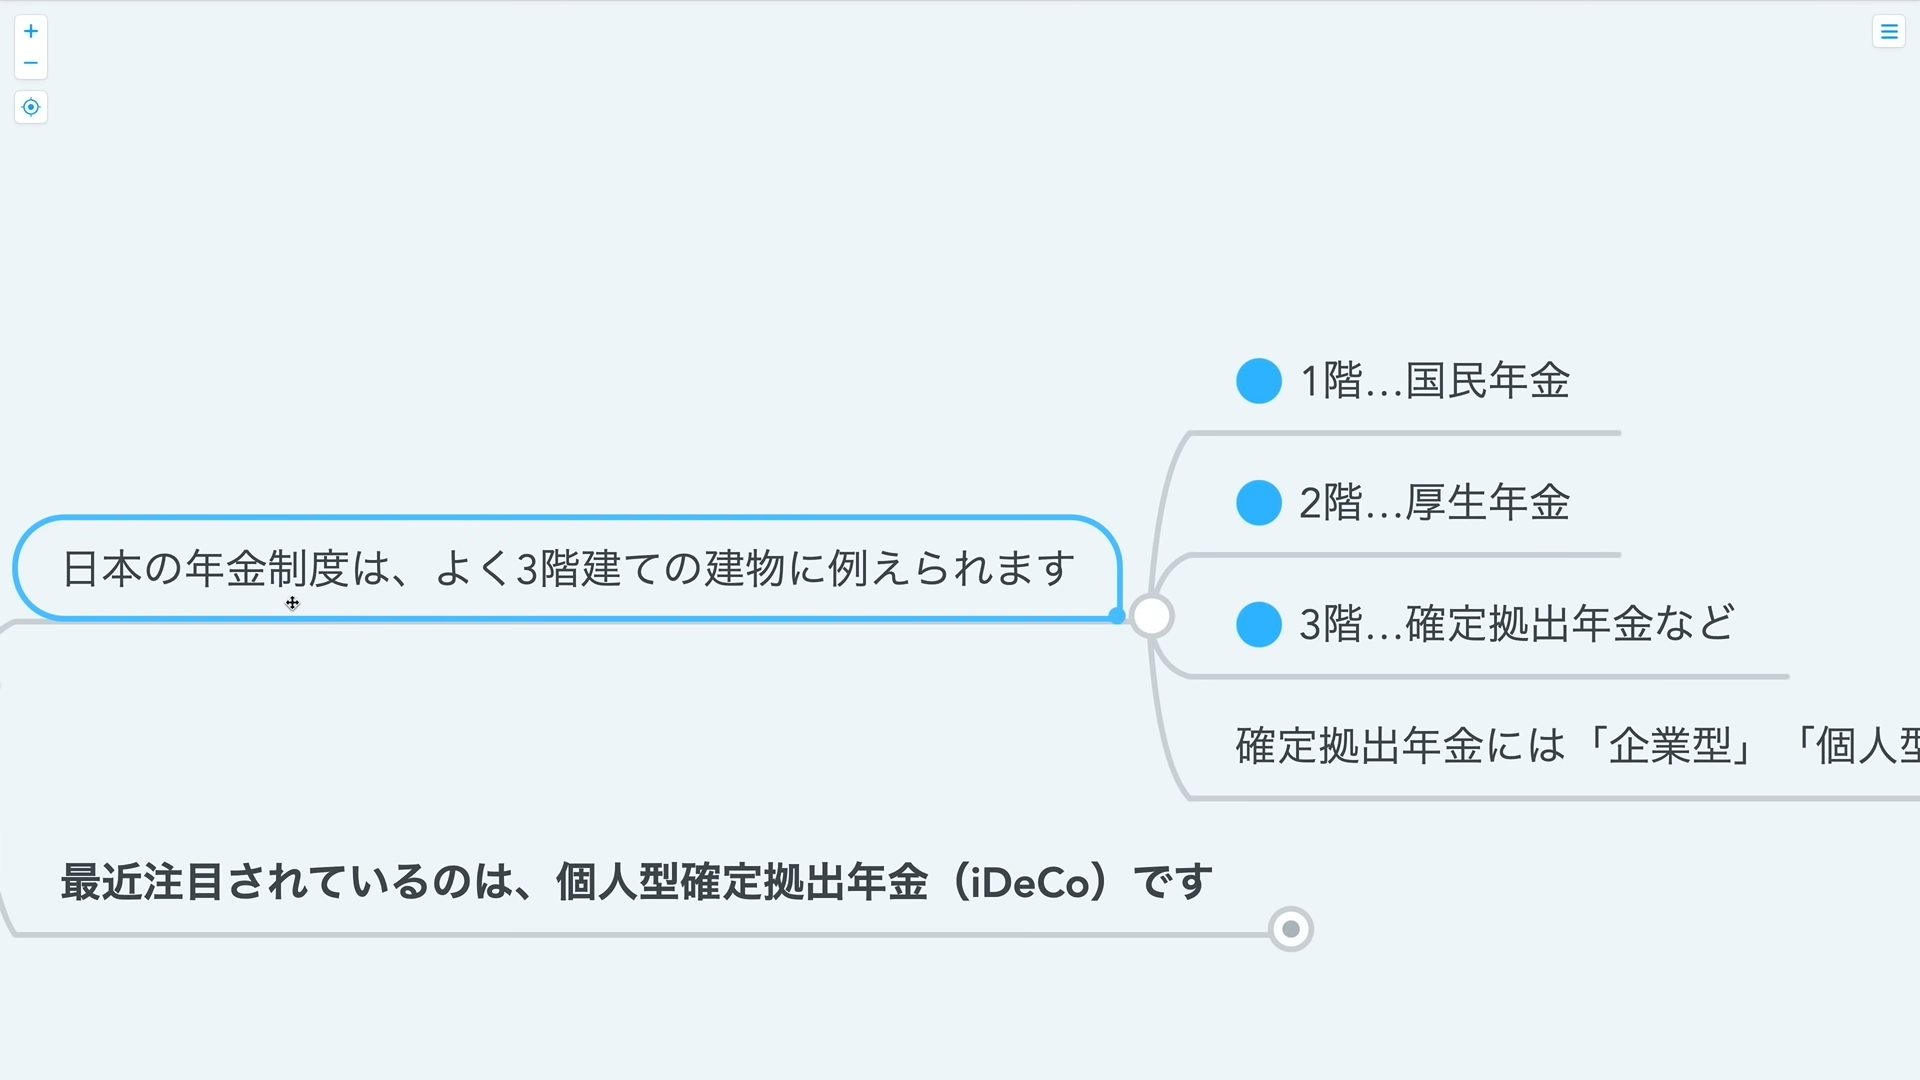 1階…国民年金
2階…厚生年金
日本の年金制度は、よく3階建ての建物に例えられます
3階…確定拠出年金など
確定拠出年金には「企業型」「個人型
最近注目されているのは、個人型確定拠出年金（iDeCo）です